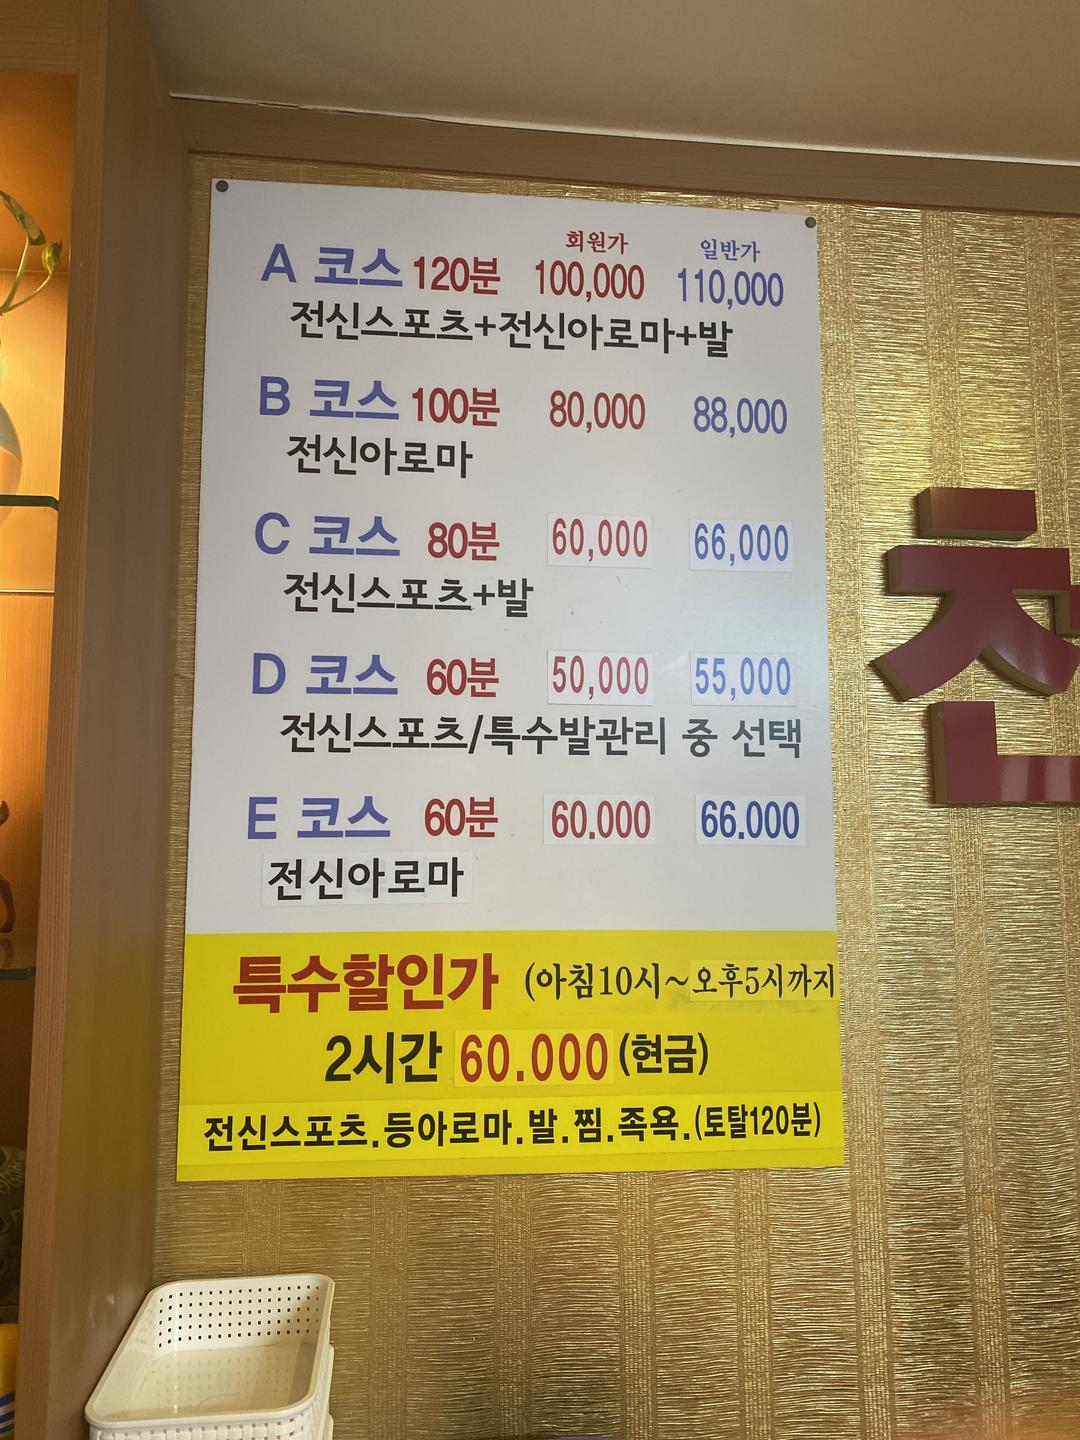 회원가 일반가
A 코스 120분 100,000 110,000
전신스포츠+전신아로마+발
B 코스 100분 80,000 88,000
전신아로마
C 코스 80분 60,000 66,000
전신스포츠+발
D 코스 60분 50,000 55,000
전신스포츠/특수발관리 중 선택
E 코스 60분 60.000 66.000
전신아로마
특수할인가 (아침10시~오후5시까지
2시간 60.000 (현금)
전신스포츠.등아로마.발.찜.족욕.(토탈120분)